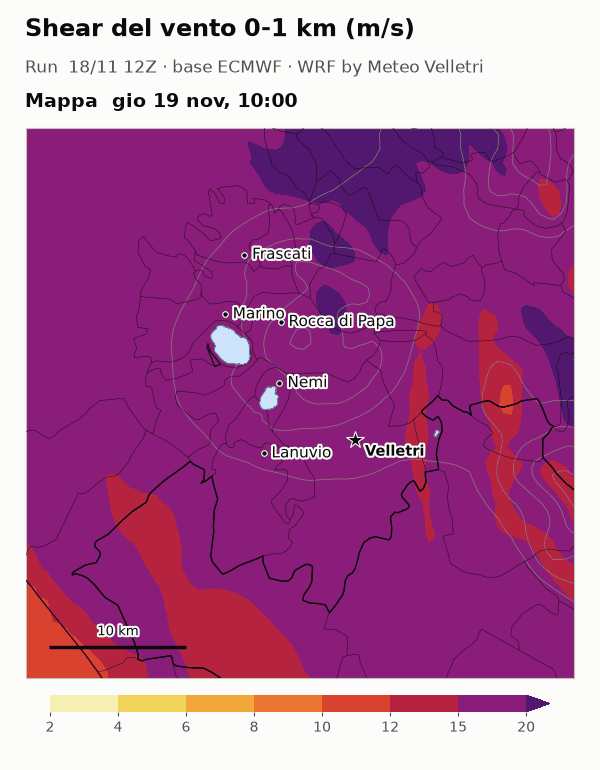 Shear del vento 0-1 km (m/s)
Run  18/11 12Z · base ECMWF · WRF by Meteo Velletri
Mappa  gio 19 nov, 10:00
Frascati
Marino
Rocca di Papa
Nemi
Velletri
Lanuvio
10 km
2 4 6 8 10 12 15 20